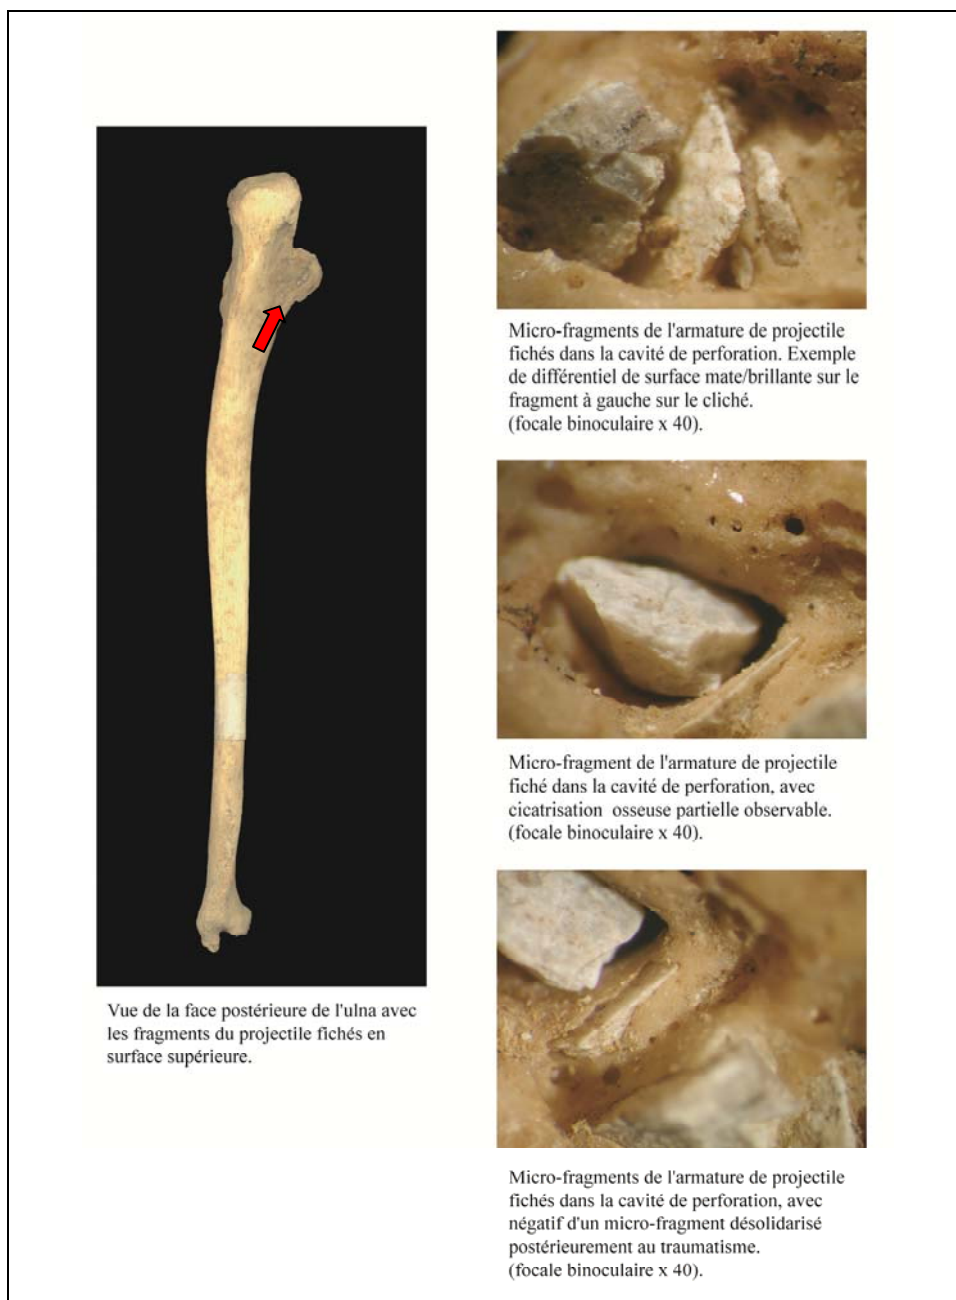 Micro-fragments de l'armature de projectile
fichés dans la cavité de perforation. Exemple
de différentiel de surface mate/brillante sur le
fragment à gauche sur le cliché.
(focale binoculaire x 40).
Micro-fragment de l'armature de projectile
fiché dans la cavité de perforation, avec
cicatrisation  osseuse partielle observable.
(focale binoculaire x 40).
Vue de la face postérieure de l'ulna avec
les fragments du projectile fichés en
surface supérieure.
Micro-fragments de l'armature de projectile
fichés dans la cavité de perforation, avec
négatif d'un micro-fragment désolidarisé
postérieurement au traumatisme.
(focale binoculaire x 40).